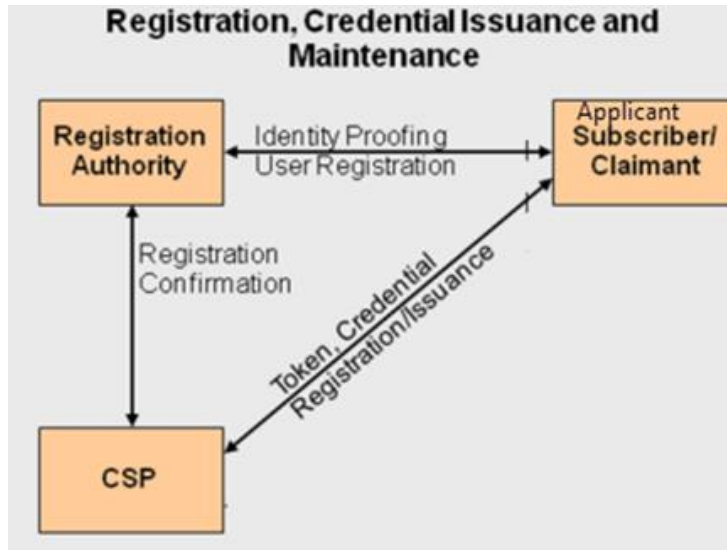 Registration, Credential Issuance and
Maintenance
Registration
Authority
Identity Proofing
User Registration
Applicant
Subscriber/
Claimant
Registration
Confirmation
Token, Credential
Registration/Issuance
CSP